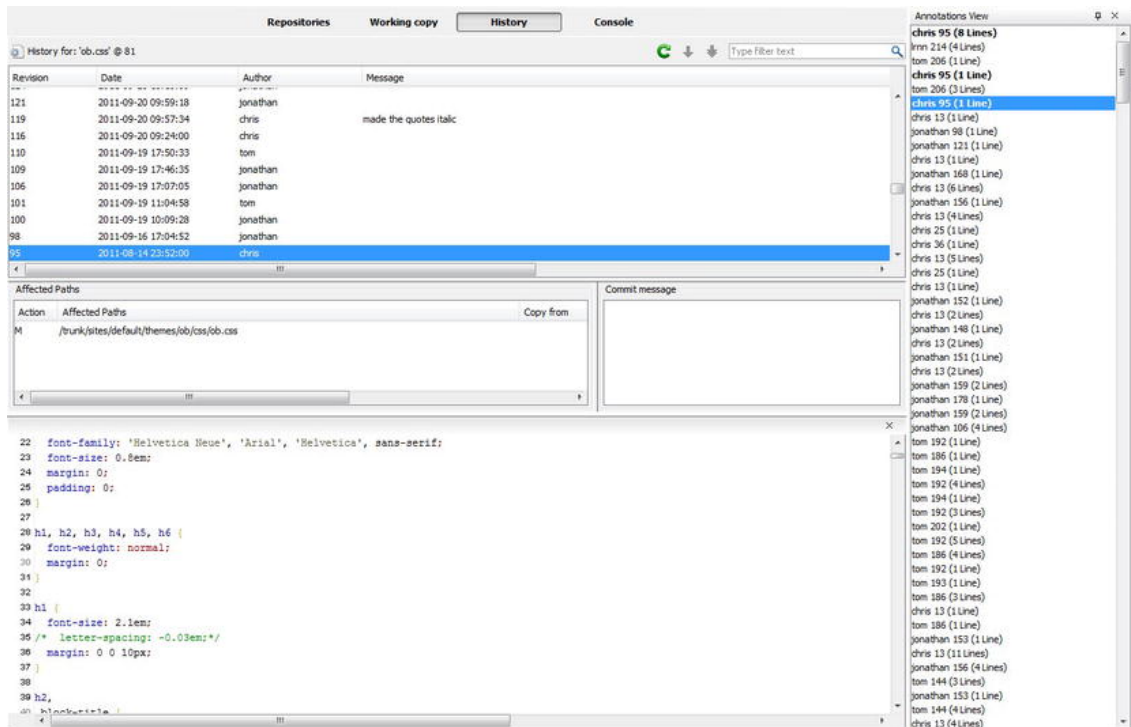 Repositories Working copy History Console
History for: 'ob.css' @ 81 Type filter text
Revision Date Author Message
121 2011-09-20 09:59:18 jonathan
119 2011-09-20 09:57:34 chris made the quotes italic
116 2011-09-20 09:24:00 chris
110 2011-09-19 17:50:33 tom
109 2011-09-19 17:46:35 jonathan
106 2011-09-19 17:07:05 jonathan
101 2011-09-19 11:04:58 tom
100 2011-09-19 10:09:28 jonathan
98 2011-09-16 17:04:52 jonathan
95 2011-08-14 23:52:00 chris
Affected Paths
Action Affected Paths Copy from
M /trunk/sites/default/themes/ob/css/ob.css
Commit message
22 font-family: 'Helvetica Neue', 'Arial', 'Helvetica', sans-serif;
23 font-size: 0.8em;
24 margin: 0;
25 padding: 0;
26 }
27
28 h1, h2, h3, h4, h5, h6 {
29 font-weight: normal;
30 margin: 0;
31 }
32
33 h1 {
34 font-size: 2.1em;
35 /* letter-spacing: -0.03em;*/
36 margin: 0 0 10px;
37 }
38
39 h2,
Annotations View
chris 95 (8 Lines)
lrnn 214 (4 Lines)
tom 206 (1 Line)
chris 95 (1 Line)
tom 206 (3 Lines)
chris 95 (1 Line)
chris 13 (1 Line)
jonathan 98 (1 Line)
jonathan 121 (1 Line)
chris 13 (1 Line)
jonathan 168 (1 Line)
chris 13 (6 Lines)
jonathan 156 (1 Line)
chris 13 (4 Lines)
chris 25 (1 Line)
chris 36 (1 Line)
chris 13 (5 Lines)
chris 25 (1 Line)
chris 13 (1 Line)
jonathan 152 (1 Line)
chris 13 (2 Lines)
jonathan 148 (1 Line)
chris 13 (2 Lines)
jonathan 151 (1 Line)
chris 13 (2 Lines)
jonathan 159 (2 Lines)
jonathan 178 (1 Line)
jonathan 159 (2 Lines)
jonathan 106 (4 Lines)
tom 192 (1 Line)
tom 186 (1 Line)
tom 194 (1 Line)
tom 192 (4 Lines)
tom 194 (1 Line)
tom 192 (3 Lines)
tom 202 (1 Line)
tom 192 (5 Lines)
tom 186 (4 Lines)
tom 192 (1 Line)
tom 193 (1 Line)
tom 186 (3 Lines)
chris 13 (1 Line)
tom 186 (1 Line)
jonathan 153 (1 Line)
chris 13 (11 Lines)
jonathan 156 (4 Lines)
tom 144 (3 Lines)
jonathan 153 (1 Line)
tom 144 (4 Lines)
chris 13 (4 Lines)